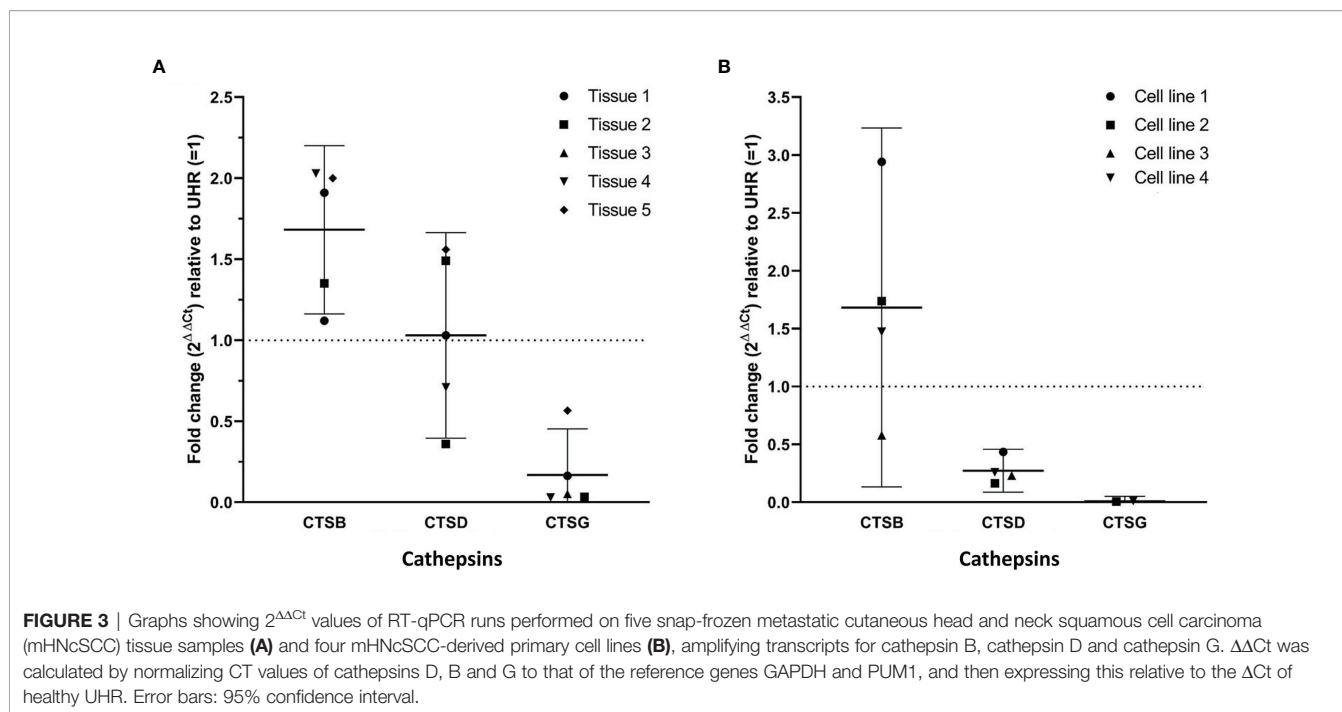 A
Fold change (2^ΔΔCt) relative to UHR (=1)
2.5
2.0
1.5
1.0
0.5
0.0
CTSB
CTSD
CTSG
Cathepsins
Tissue 1
Tissue 2
Tissue 3
Tissue 4
Tissue 5
B
Fold change (2^ΔΔCt) relative to UHR (=1)
3.5
3.0
2.5
2.0
1.5
1.0
0.5
0.0
CTSB
CTSD
CTSG
Cathepsins
Cell line 1
Cell line 2
Cell line 3
Cell line 4
FIGURE 3 | Graphs showing 2^ΔΔCt values of RT-qPCR runs performed on five snap-frozen metastatic cutaneous head and neck squamous cell carcinoma
(mHNcSCC) tissue samples (A) and four mHNcSCC-derived primary cell lines (B), amplifying transcripts for cathepsin B, cathepsin D and cathepsin G. ΔΔCt was
calculated by normalizing CT values of cathepsins D, B and G to that of the reference genes GAPDH and PUM1, and then expressing this relative to the ΔCt of
healthy UHR. Error bars: 95% confidence interval.